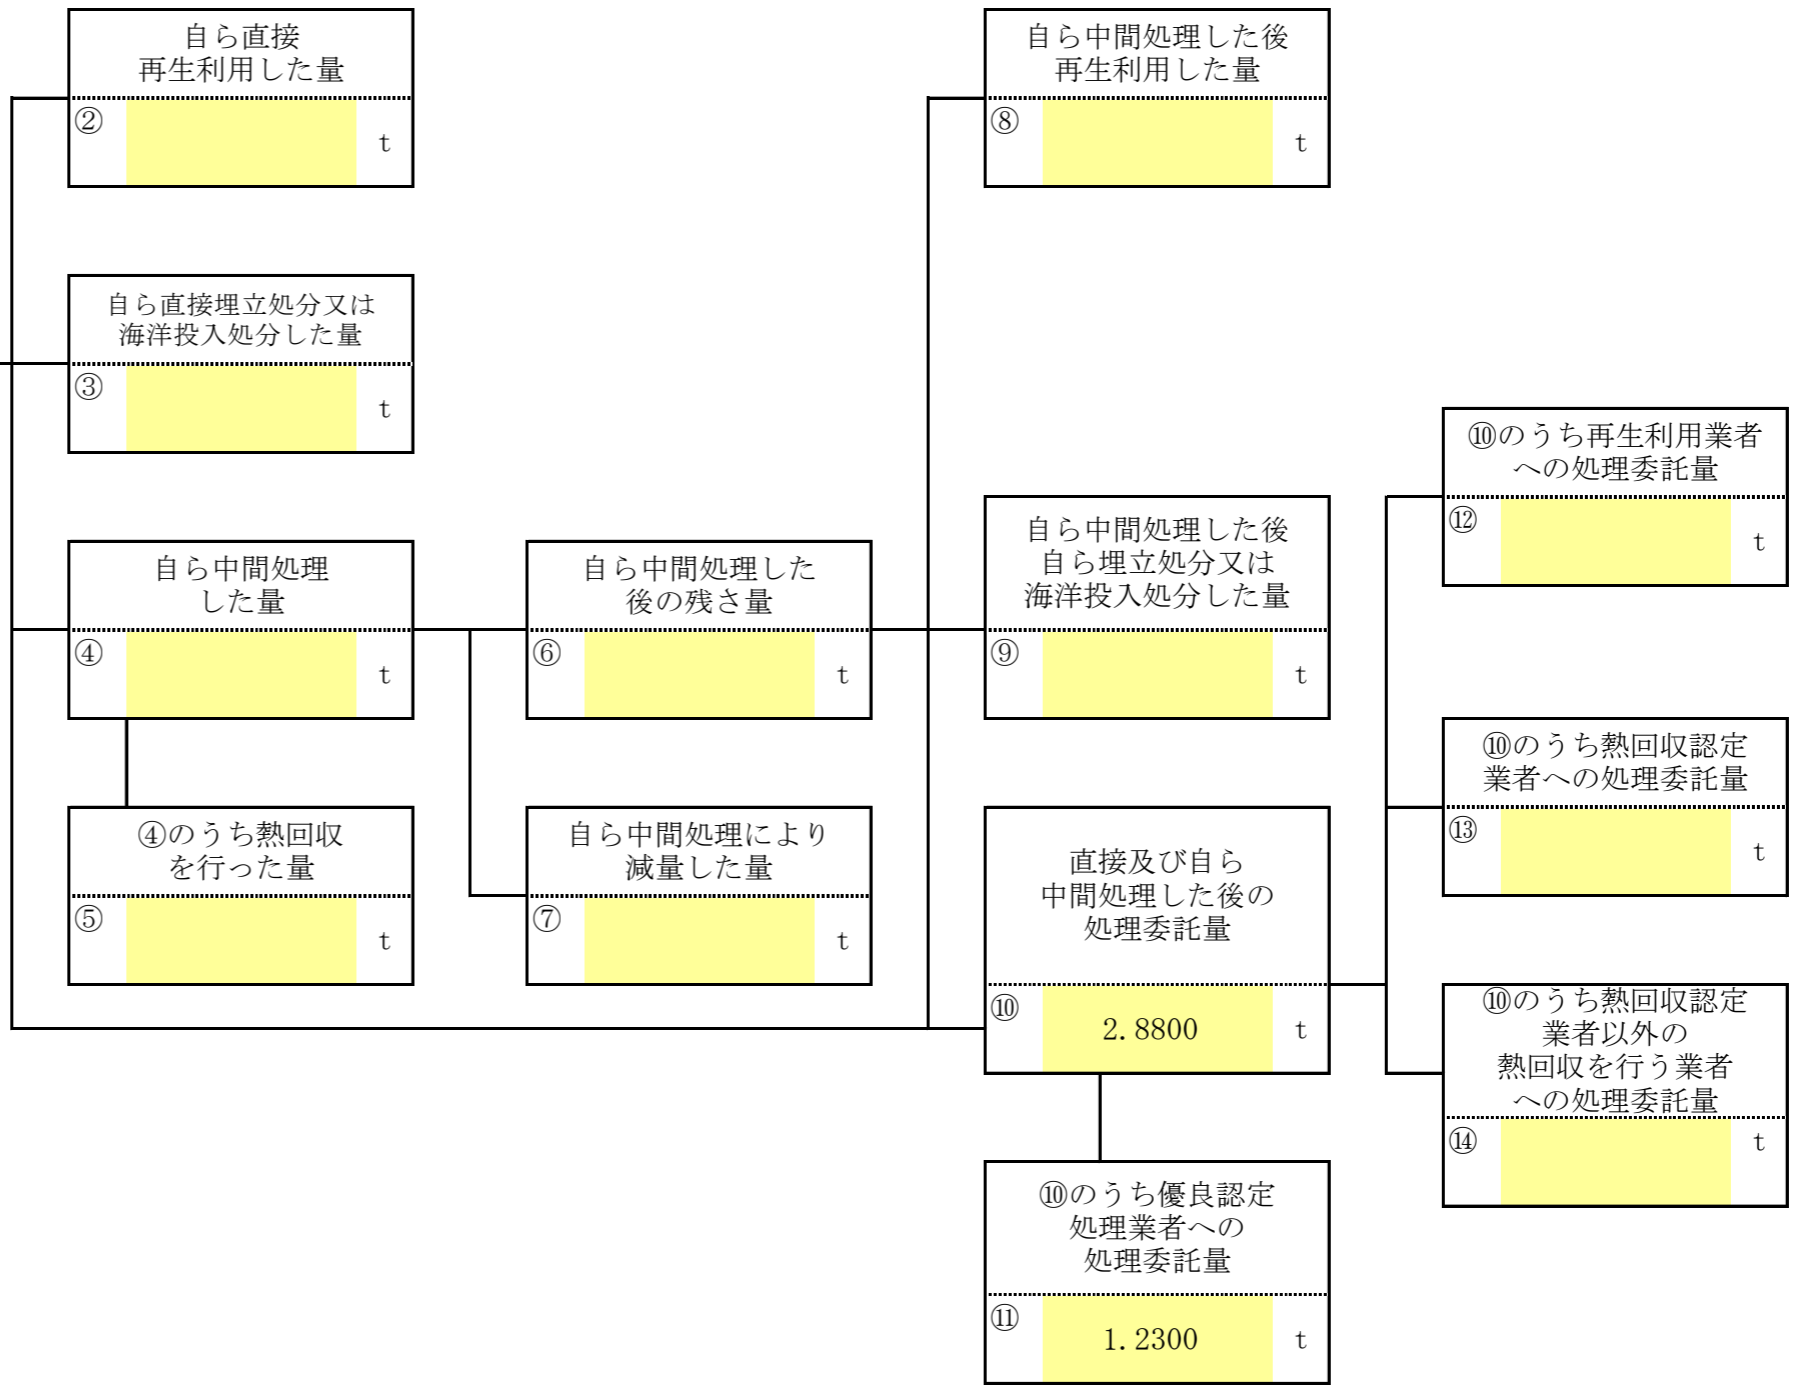 自ら直接
再生利用した量
②
t
自ら中間処理した後
再生利用した量
⑧
t
自ら直接埋立処分又は
海洋投入処分した量
③
t
⑩のうち再生利用業者
への処理委託量
⑫
t
自ら中間処理
した量
④
t
自ら中間処理した
後の残さ量
⑥
t
自ら中間処理した後
自ら埋立処分又は
海洋投入処分した量
⑨
t
⑩のうち熱回収認定
業者への処理委託量
⑬
t
④のうち熱回収
を行った量
⑤
t
自ら中間処理により
減量した量
⑦
t
直接及び自ら
中間処理した後の
処理委託量
⑩
2.8800
t
⑩のうち熱回収認定
業者以外の
熱回収を行う業者
への処理委託量
⑭
t
⑩のうち優良認定
処理業者への
処理委託量
⑪
1.2300
t